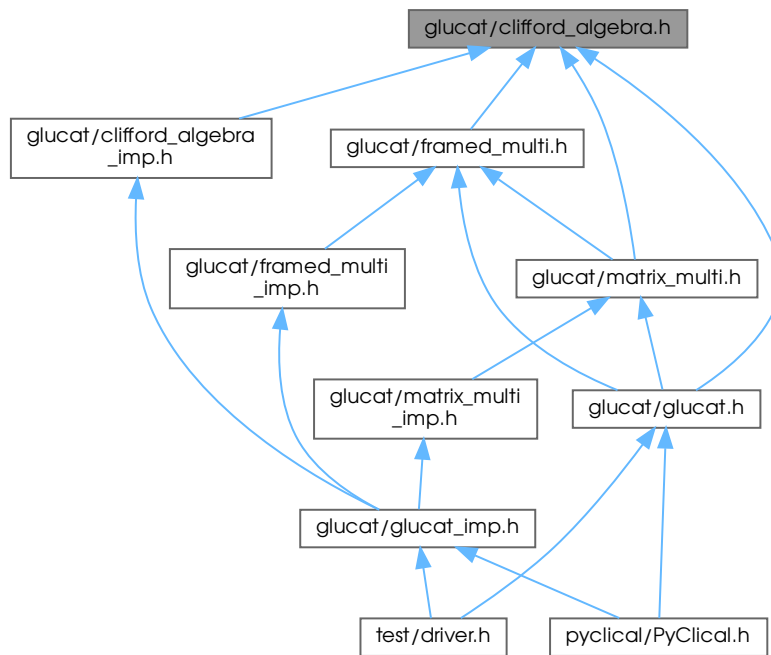 glucat/clifford_algebra.h
glucat/clifford_algebra
_imp.h
glucat/framed_multi.h
glucat/framed_multi
_imp.h
glucat/matrix_multi.h
glucat/matrix_multi
_imp.h
glucat/glucat.h
glucat/glucat_imp.h
test/driver.h
pyclical/PyClical.h